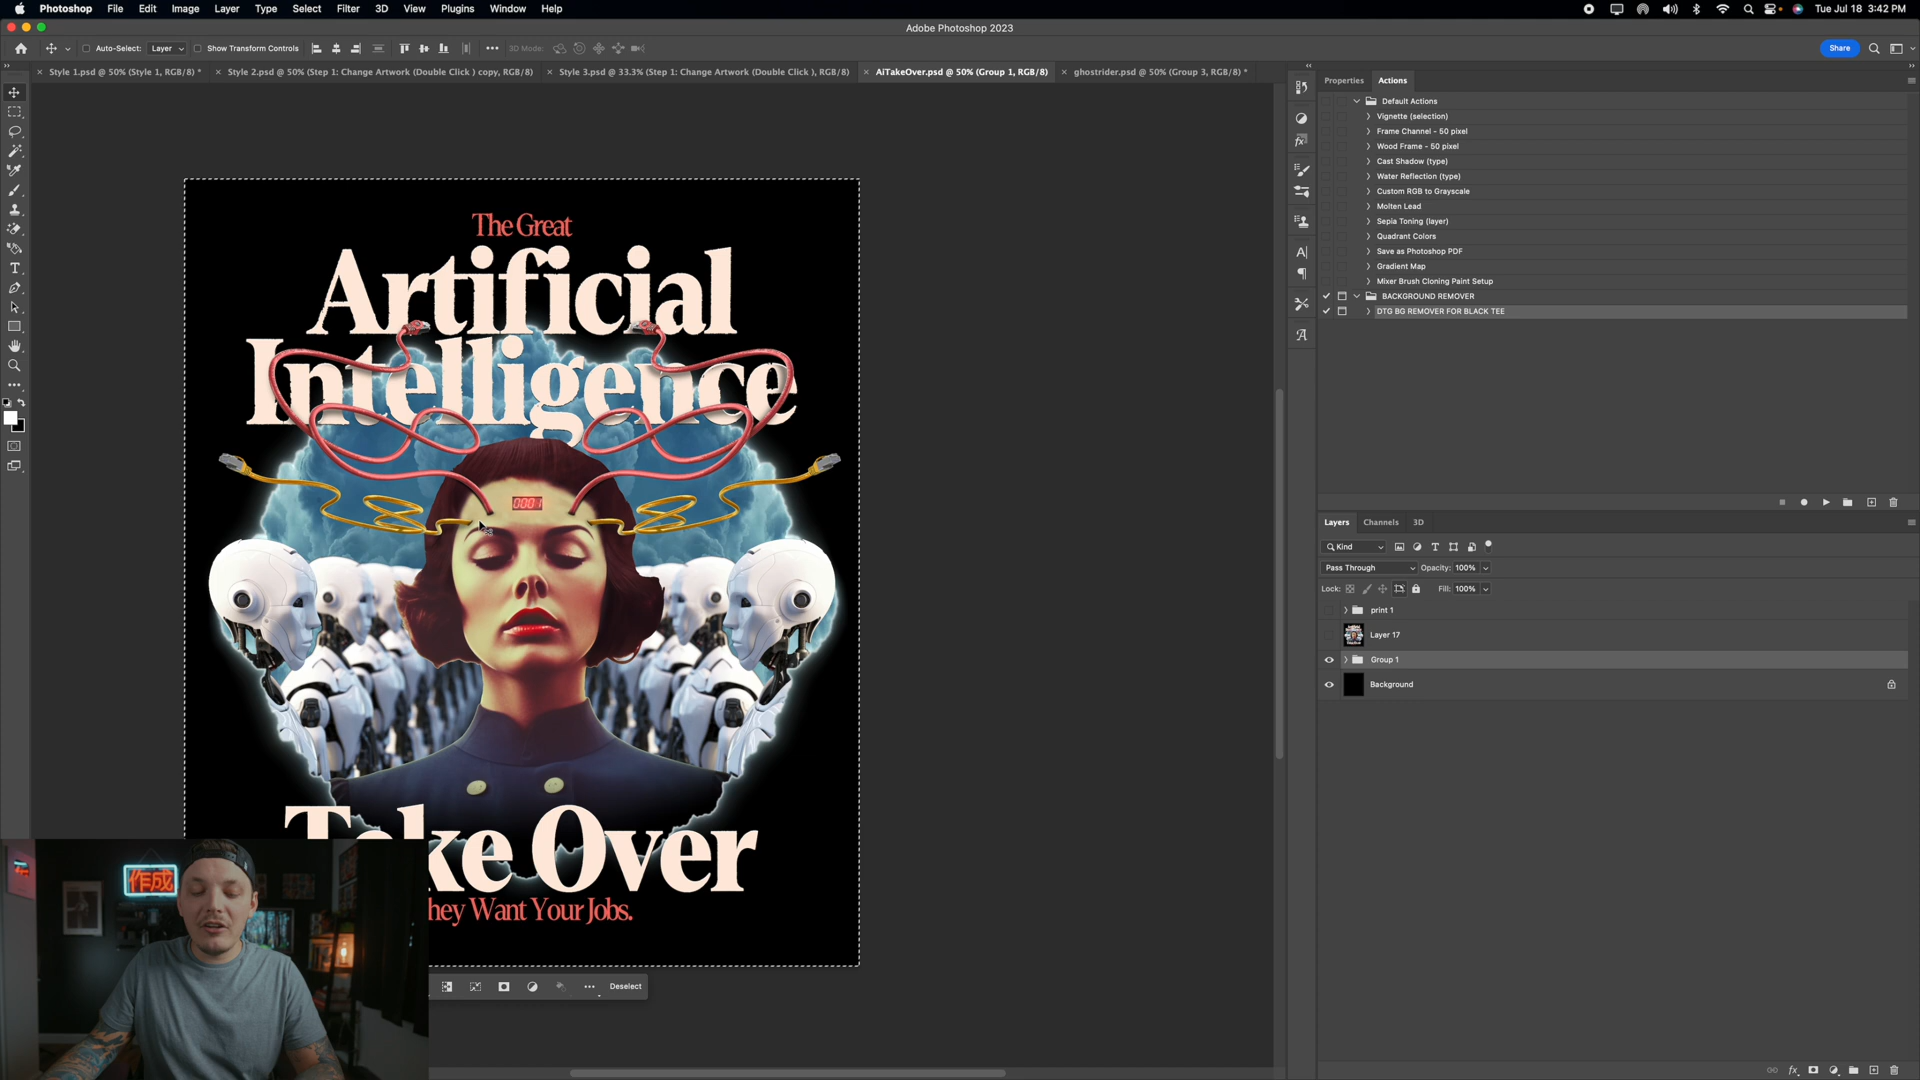 Photoshop File Edit Image Layer Type Select Filter 3D View Plugins Window Help
Tue Jul 18 3:42 PM
Adobe Photoshop 2023
Auto-Select: Layer Show Transform Controls 3D Mode: Share
Style 1.psd @ 50% (Style 1, RGB/8) * Style 2.psd @ 50% (Step 1: Change Artwork (Double Click ) copy, RGB/8) Style 3.psd @ 33.3% (Step 1: Change Artwork (Double Click ), RGB/8) AiTakeOver.psd @ 50% (Group 1, RGB/8) ghostrider.psd @ 50% (Group 3, RGB/8) *
The Great
Artificial
Intelligence
0001
Take Over
hey Want Your Jobs.
作成
Deselect
Properties Actions
Default Actions
Vignette (selection)
Frame Channel - 50 pixel
Wood Frame - 50 pixel
Cast Shadow (type)
Water Reflection (type)
Custom RGB to Grayscale
Molten Lead
Sepia Toning (layer)
Quadrant Colors
Save as Photoshop PDF
Gradient Map
Mixer Brush Cloning Paint Setup
BACKGROUND REMOVER
DTG BG REMOVER FOR BLACK TEE
Layers Channels 3D
Kind
Pass Through Opacity: 100%
Lock: Fill: 100%
print 1
Layer 17
Group 1
Background